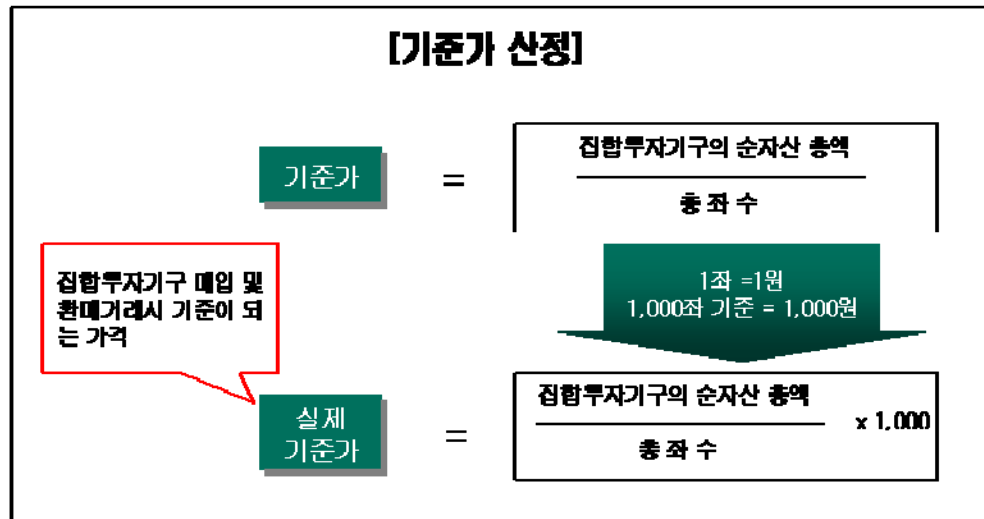 [기준가 산정]
기준가
=
집합투자기구의 순자산 총액
총 좌 수
집합투자기구 매입 및
환매거래시 기준이 되
는 가격
1좌 =1원
1,000좌 기준 = 1,000원
실제
기준가
=
집합투자기구의 순자산 총액
총 좌 수
x 1,000